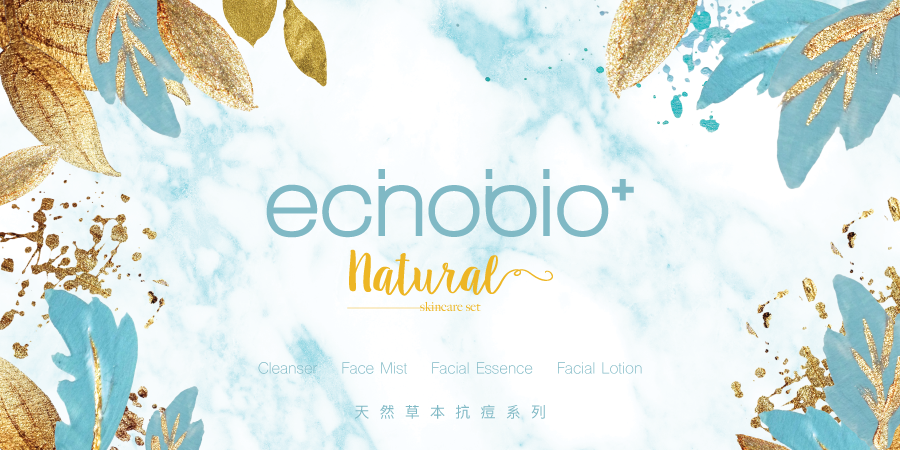 echobio+
Natural
skincare set
Cleanser Face Mist Facial Essence Facial Lotion
天然草本抗痘系列